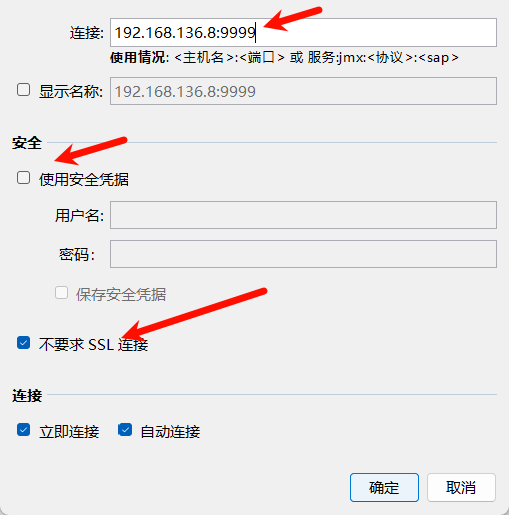 连接: 192.168.136.8:9999
使用情况: <主机名>:<端口> 或 服务:jmx:<协议>:<sap>
显示名称: 192.168.136.8:9999
安全
使用安全凭据
用户名:
密码:
保存安全凭据
不要求 SSL 连接
连接
立即连接 自动连接
确定 取消